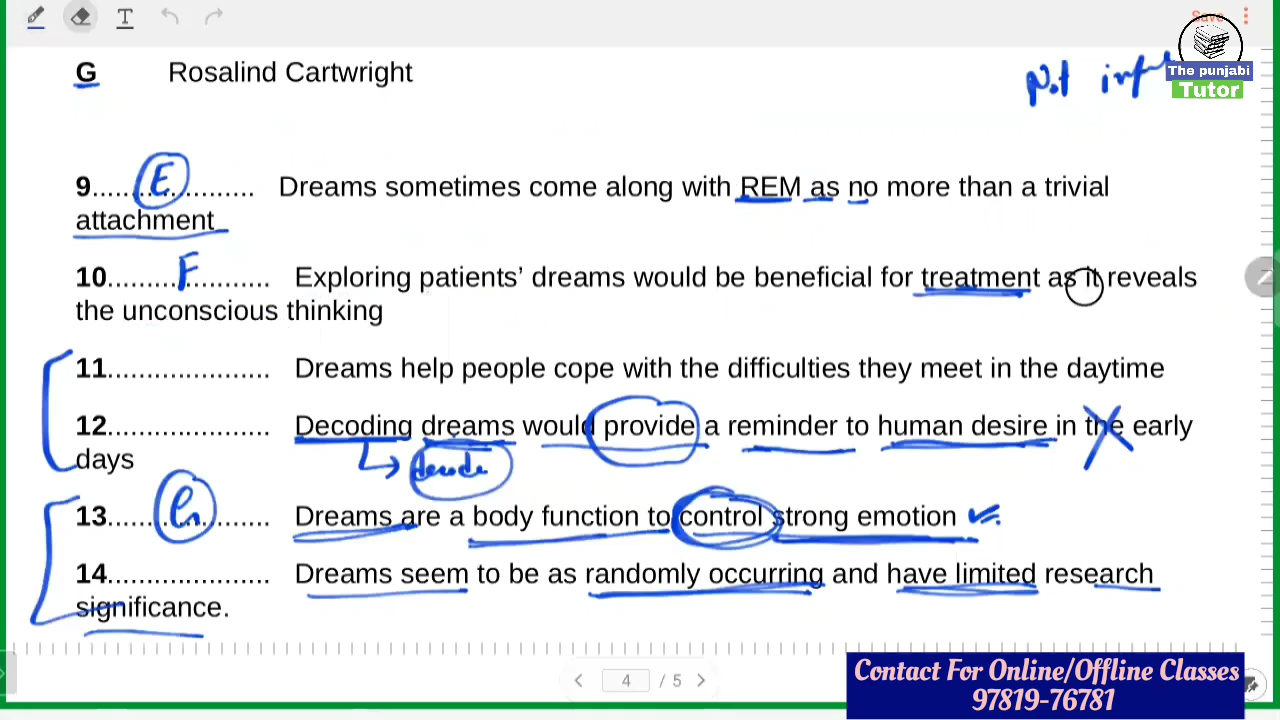 Save
The punjabi
Tutor
G Rosalind Cartwright
Not
9.....E........... Dreams sometimes come along with REM as no more than a trivial
attachment
10.........F........... Exploring patients’ dreams would be beneficial for treatment as it reveals
the unconscious thinking
11..................... Dreams help people cope with the difficulties they meet in the daytime
12..................... Decoding dreams would provide a reminder to human desire in the early
days
decode
13..................... Dreams are a body function to control strong emotion
14..................... Dreams seem to be as randomly occurring and have limited research
significance.
4 / 5
Contact For Online/Offline Classes
97819-76781